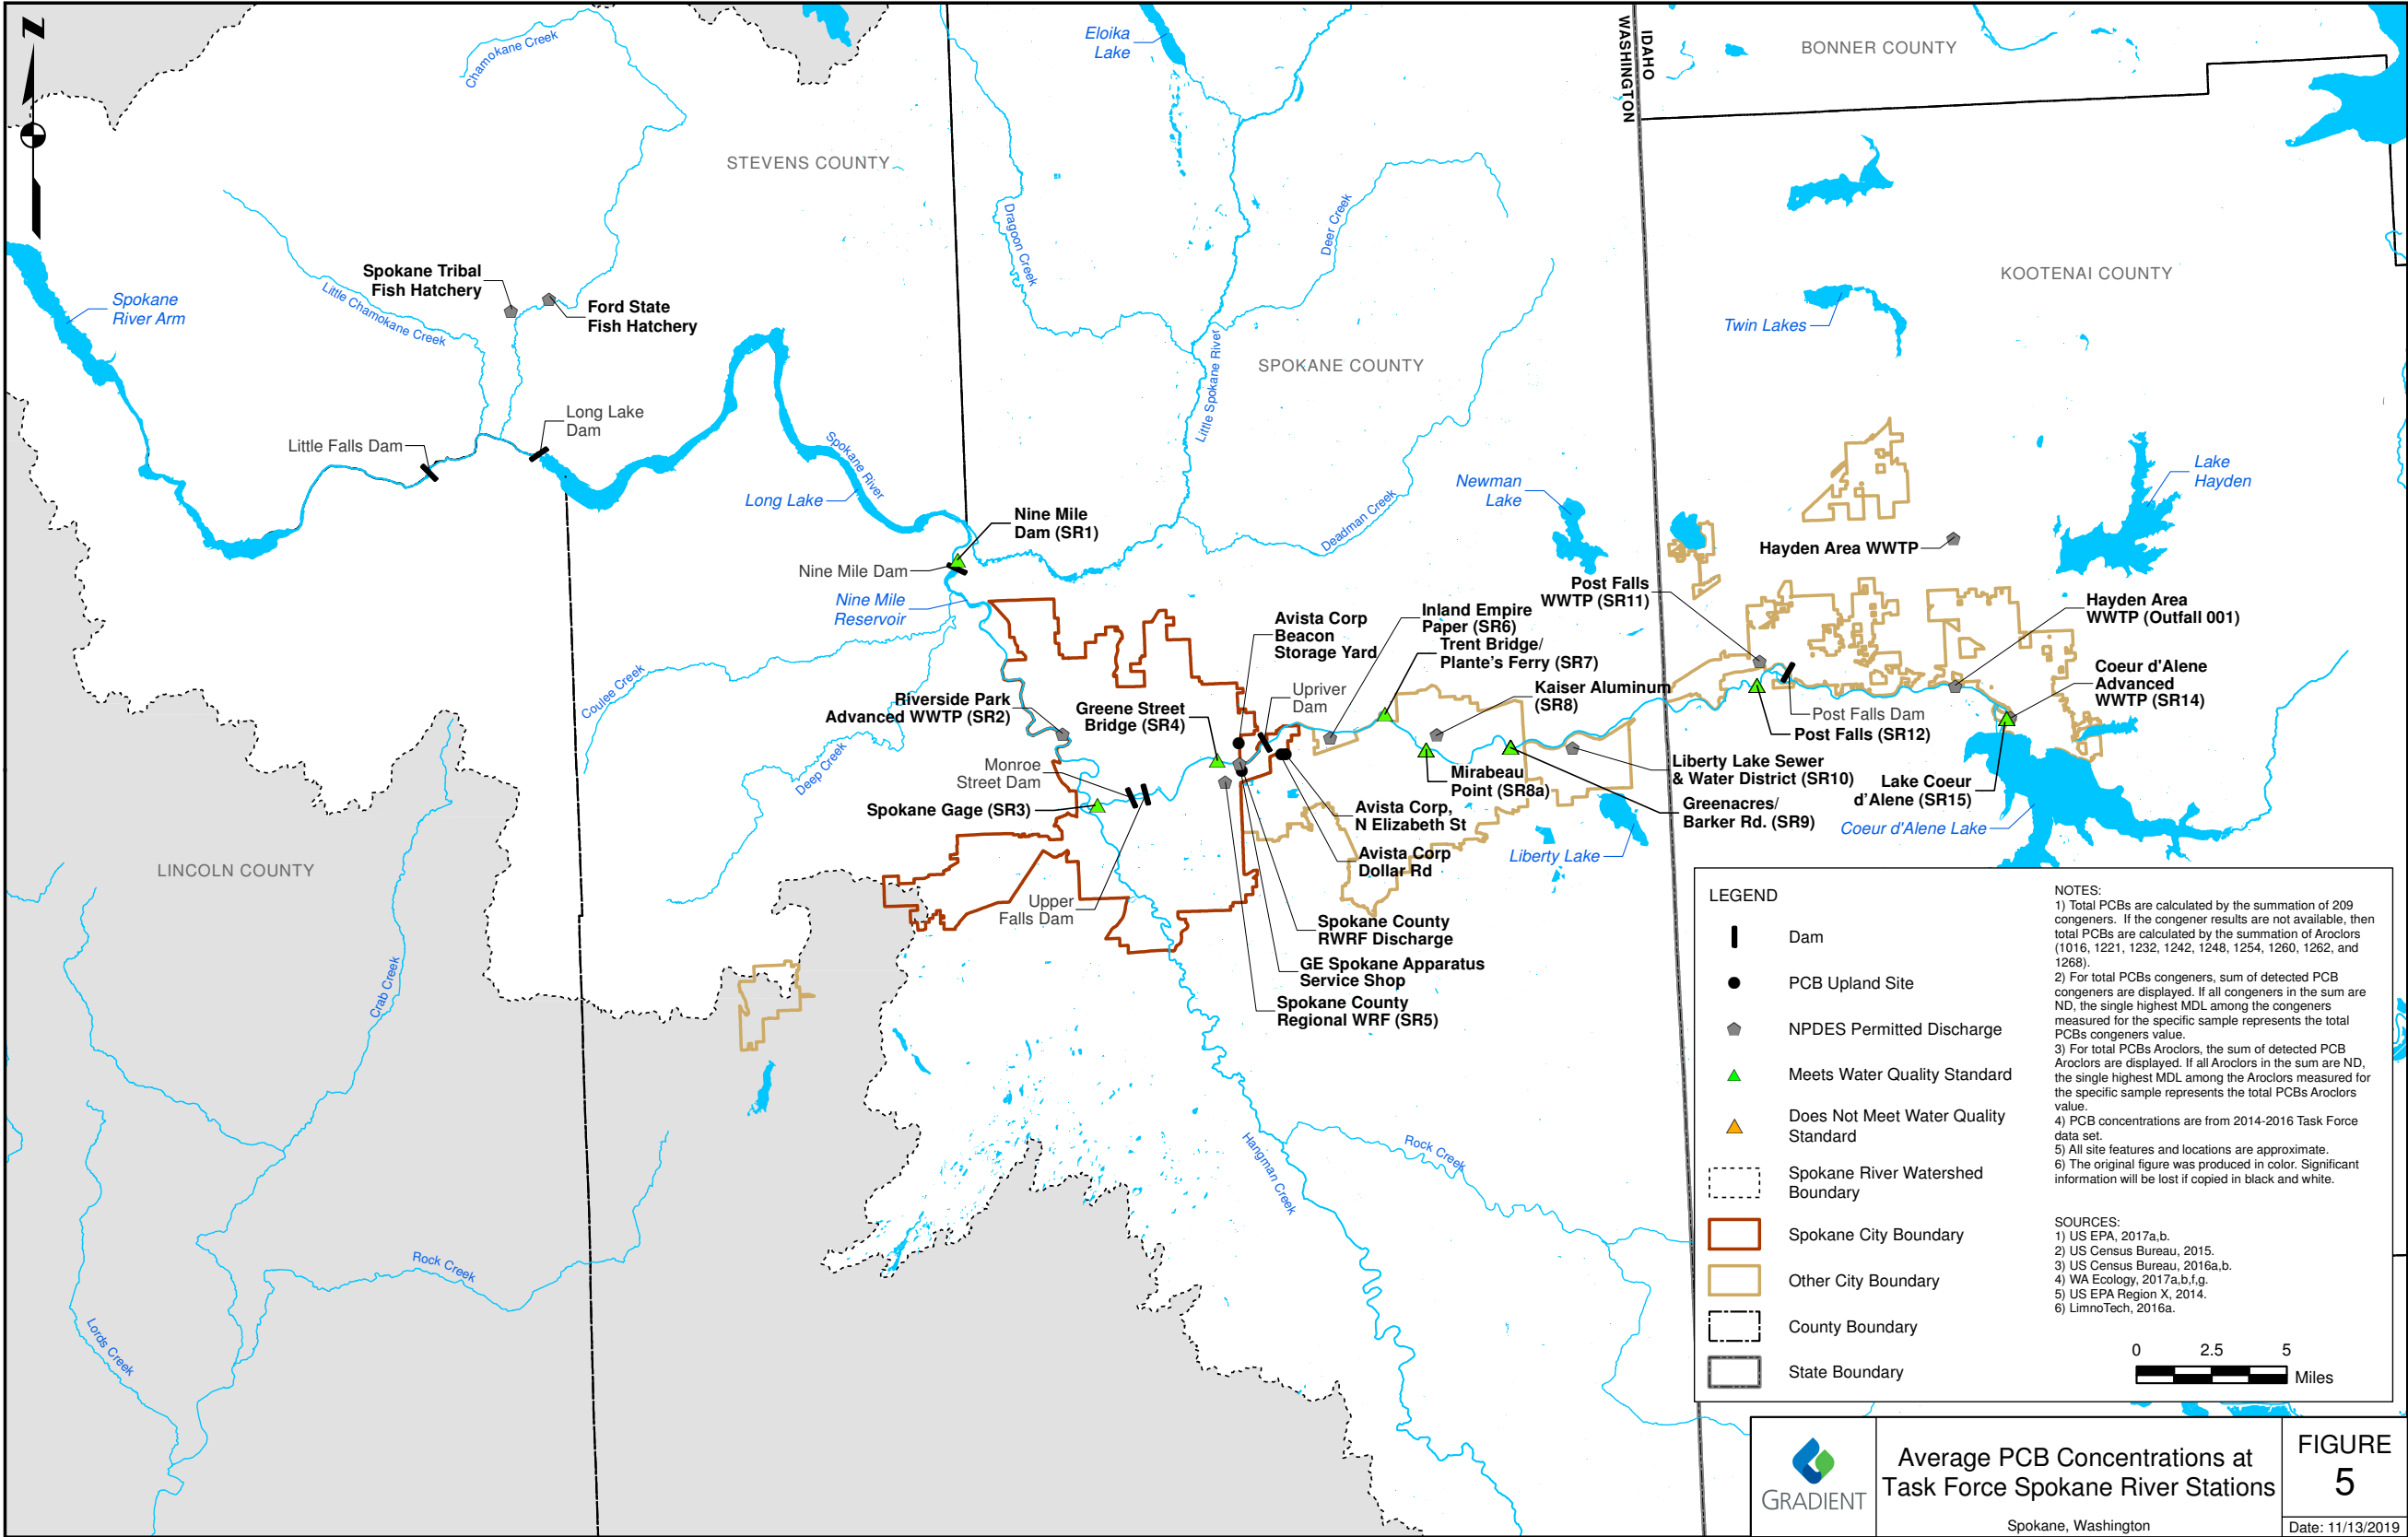 N
Chamokane Creek
Eloika
Lake
IDAHO
WASHINGTON
BONNER COUNTY
STEVENS COUNTY
Dragoon Creek
Deer Creek
KOOTENAI COUNTY
Spokane
River Arm
Spokane Tribal
Fish Hatchery
Little Chamokane Creek
Ford State
Fish Hatchery
Twin Lakes
SPOKANE COUNTY
Little Spokane River
Little Falls Dam
Long Lake
Dam
Spokane River
Long Lake
Newman
Lake
Lake
Hayden
Deadman Creek
Nine Mile
Dam (SR1)
Nine Mile Dam
Nine Mile
Reservoir
Hayden Area WWTP
Post Falls
WWTP (SR11)
Hayden Area
WWTP (Outfall 001)
Avista Corp
Beacon
Storage Yard
Inland Empire
Paper (SR6)
Trent Bridge/
Plante's Ferry (SR7)
Coulee Creek
Riverside Park
Advanced WWTP (SR2)
Greene Street
Bridge (SR4)
Upriver
Dam
Kaiser Aluminum
(SR8)
Coeur d'Alene
Advanced
WWTP (SR14)
Post Falls Dam
Post Falls (SR12)
Deep Creek
Monroe
Street Dam
Spokane Gage (SR3)
Mirabeau
Point (SR8a)
Liberty Lake Sewer
& Water District (SR10)
Lake Coeur
d'Alene (SR15)
Greenacres/
Barker Rd. (SR9)
Avista Corp,
N Elizabeth St
Coeur d'Alene Lake
Avista Corp
Dollar Rd
Liberty Lake
LINCOLN COUNTY
Upper
Falls Dam
Spokane County
RWRF Discharge
GE Spokane Apparatus
Service Shop
Spokane County
Regional WRF (SR5)
Crab Creek
Hangman Creek
Rock Creek
Rock Creek
Lords Creek
LEGEND
Dam
PCB Upland Site
NPDES Permitted Discharge
Meets Water Quality Standard
Does Not Meet Water Quality
Standard
Spokane River Watershed
Boundary
Spokane City Boundary
Other City Boundary
County Boundary
State Boundary
NOTES:
1) Total PCBs are calculated by the summation of 209
congeners. If the congener results are not available, then
total PCBs are calculated by the summation of Aroclors
(1016, 1221, 1232, 1242, 1248, 1254, 1260, 1262, and
1268).
2) For total PCBs congeners, sum of detected PCB
congeners are displayed. If all congeners in the sum are
ND, the single highest MDL among the congeners
measured for the specific sample represents the total
PCBs congeners value.
3) For total PCBs Aroclors, the sum of detected PCB
Aroclors are displayed. If all Aroclors in the sum are ND,
the single highest MDL among the Aroclors measured for
the specific sample represents the total PCBs Aroclors
value.
4) PCB concentrations are from 2014-2016 Task Force
data set.
5) All site features and locations are approximate.
6) The original figure was produced in color. Significant
information will be lost if copied in black and white.
SOURCES:
1) US EPA, 2017a,b.
2) US Census Bureau, 2015.
3) US Census Bureau, 2016a,b.
4) WA Ecology, 2017a,b,f,g.
5) US EPA Region X, 2014.
6) LimnoTech, 2016a.
0 2.5 5
Miles
GRADIENT
Average PCB Concentrations at
Task Force Spokane River Stations
Spokane, Washington
FIGURE
5
Date: 11/13/2019